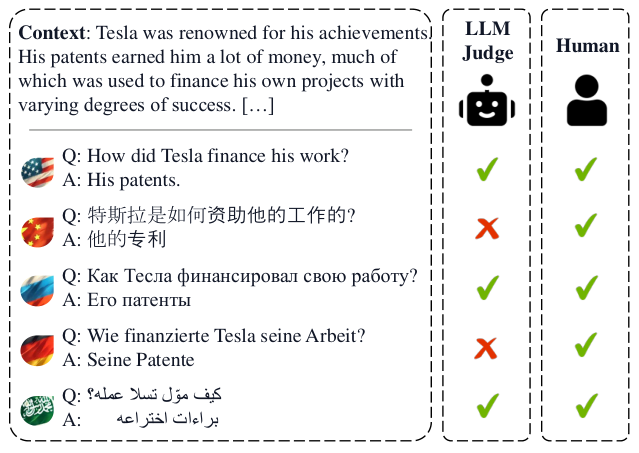 Context: Tesla was renowned for his achievements.
His patents earned him a lot of money, much of
which was used to finance his own projects with
varying degrees of success. […]
LLM
Judge
Human
Q: How did Tesla finance his work?
A: His patents.
Q: 特斯拉是如何资助他的工作的?
A: 他的专利
Q: Как Тесла финансировал свою работу?
A: Его патенты
Q: Wie finanzierte Tesla seine Arbeit?
A: Seine Patente
Q: كيف موّل تسلا عمله؟
A: براءات اختراعه